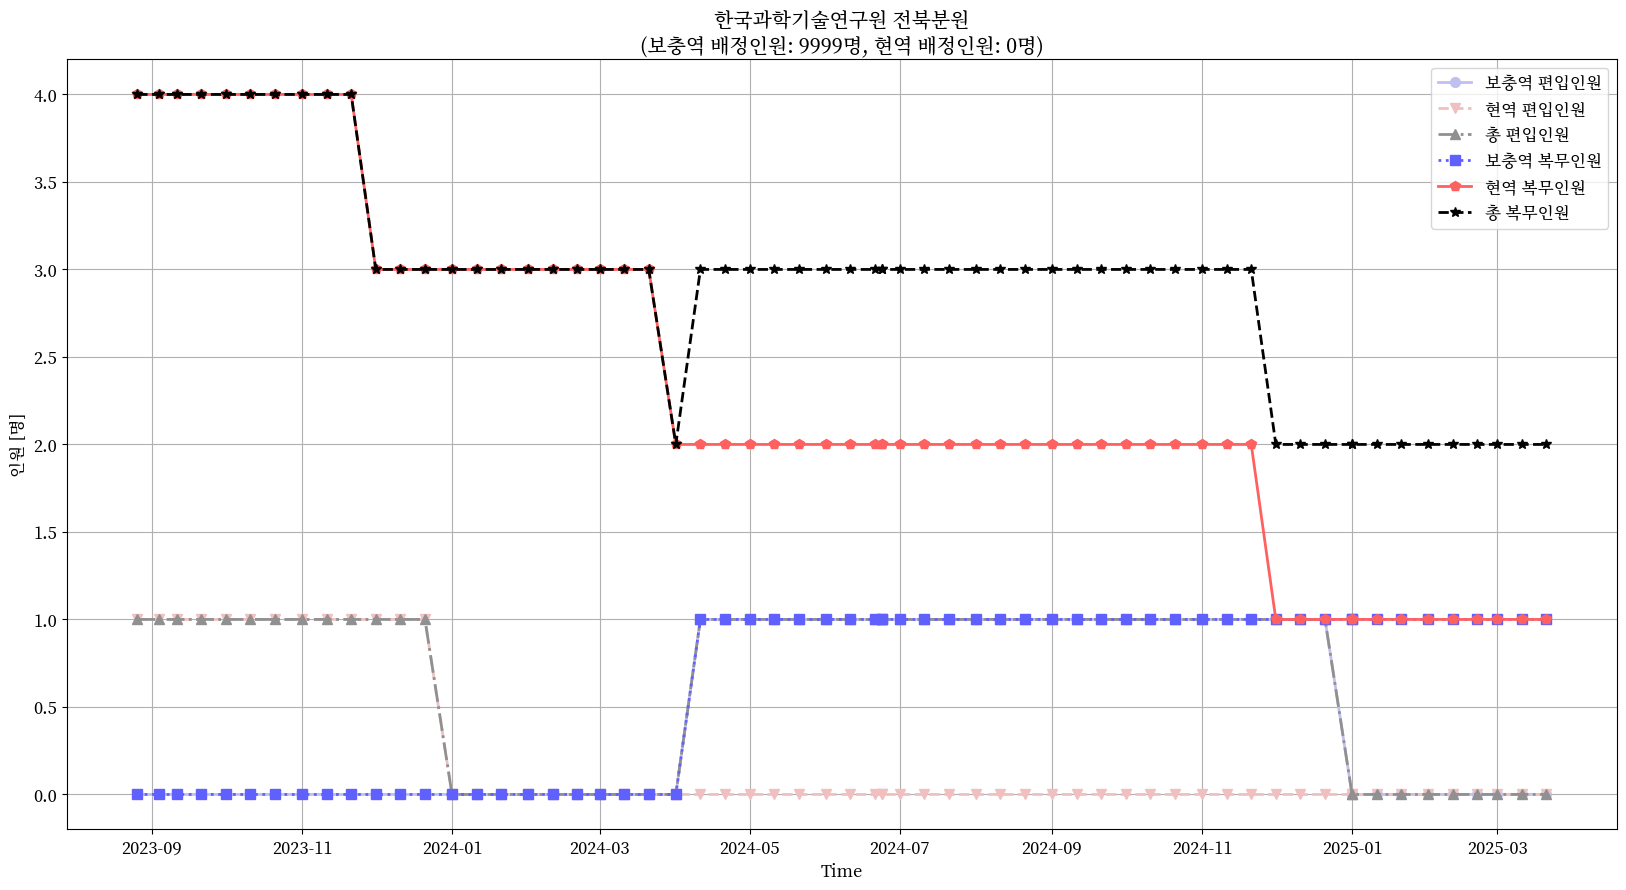 한국과학기술연구원 전북분원
(보충역 배정인원: 9999명, 현역 배정인원: 0명)
보충역 편입인원
현역 편입인원
총 편입인원
보충역 복무인원
현역 복무인원
총 복무인원
인원 [명]
4.0
3.5
3.0
2.5
2.0
1.5
1.0
0.5
0.0
2023-09 2023-11 2024-01 2024-03 2024-05 2024-07 2024-09 2024-11 2025-01 2025-03
Time